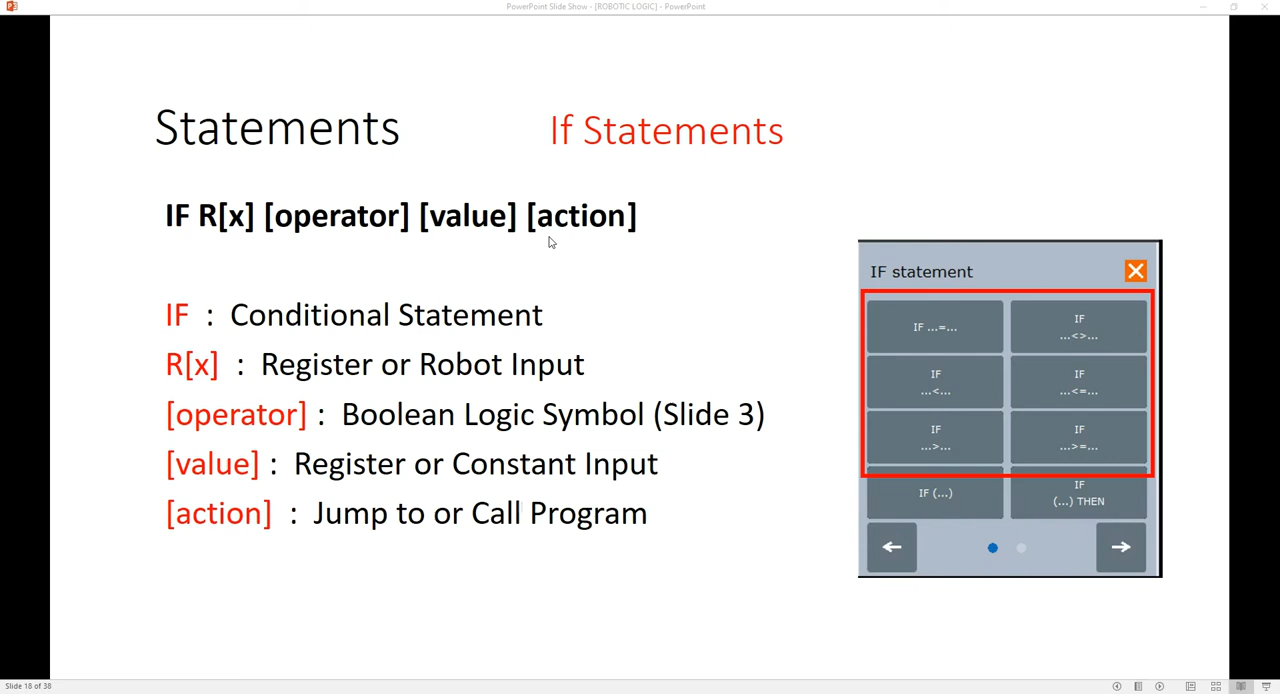 PowerPoint Slide Show - [ROBOTIC LOGIC] - PowerPoint
Statements
If Statements
IF R[x] [operator] [value] [action]
IF : Conditional Statement
R[x] : Register or Robot Input
[operator] : Boolean Logic Symbol (Slide 3)
[value] : Register or Constant Input
[action] : Jump to or Call Program
IF statement
IF ...=...
IF
...<>...
IF
...<...
IF
...<=...
IF
...>...
IF
...>=...
IF (...)
IF
(...) THEN
Slide 18 of 38